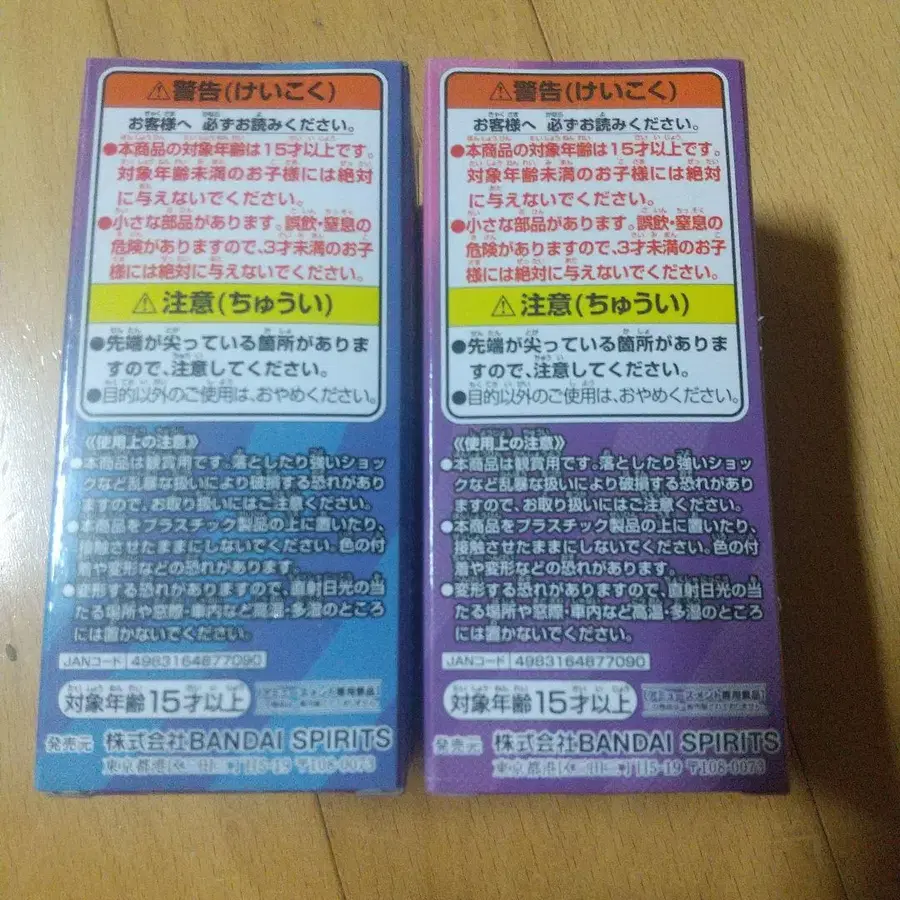 ⚠警告(けいこく)
お客様へ 必ずお読みください。
●本商品の対象年齢は15才以上です。
対象年齢未満のお子様には絶対
に与えないでください。
●小さな部品があります。誤飲・窒息の
危険がありますので、3才未満のお子
様には絶対に与えないでください。
⚠注意(ちゅうい)
●先端が尖っている箇所がありま
すので、注意してください。
●目的以外のご使用は、おやめください。
《使用上の注意》
●本商品は観賞用です。落としたり強いショッ
クなど乱暴な扱いにより破損する恐れがあり
ますので、お取り扱いにはご注意ください。
●本商品をプラスチック製品の上に置いたり、
接触させたままにしないでください。色の付
着や変形などの恐れがあります。
●変形する恐れがありますので、直射日光の当
たる場所や窓際・車内など高温・多湿のところ
には置かないでください。
JANコード 4983164877090
対象年齢15才以上
発売元 株式会社BANDAI SPIRITS
東京都港区 〒108-0073
⚠警告(けいこく)
お客様へ 必ずお読みください。
●本商品の対象年齢は15才以上です。
対象年齢未満のお子様には絶対
に与えないでください。
●小さな部品があります。誤飲・窒息の
危険がありますので、3才未満のお子
様には絶対に与えないでください。
⚠注意(ちゅうい)
●先端が尖っている箇所がありま
すので、注意してください。
●目的以外のご使用は、おやめください。
《使用上の注意》
●本商品は観賞用です。落としたり強いショッ
クなど乱暴な扱いにより破損する恐れがあり
ますので、お取り扱いにはご注意ください。
●本商品をプラスチック製品の上に置いたり、
接触させたままにしないでください。色の付
着や変形などの恐れがあります。
●変形する恐れがありますので、直射日光の当
たる場所や窓際・車内など高温・多湿のところ
には置かないでください。
JANコード 4983164877090
対象年齢15才以上
発売元 株式会社BANDAI SPIRITS
東京都港区 〒108-0073